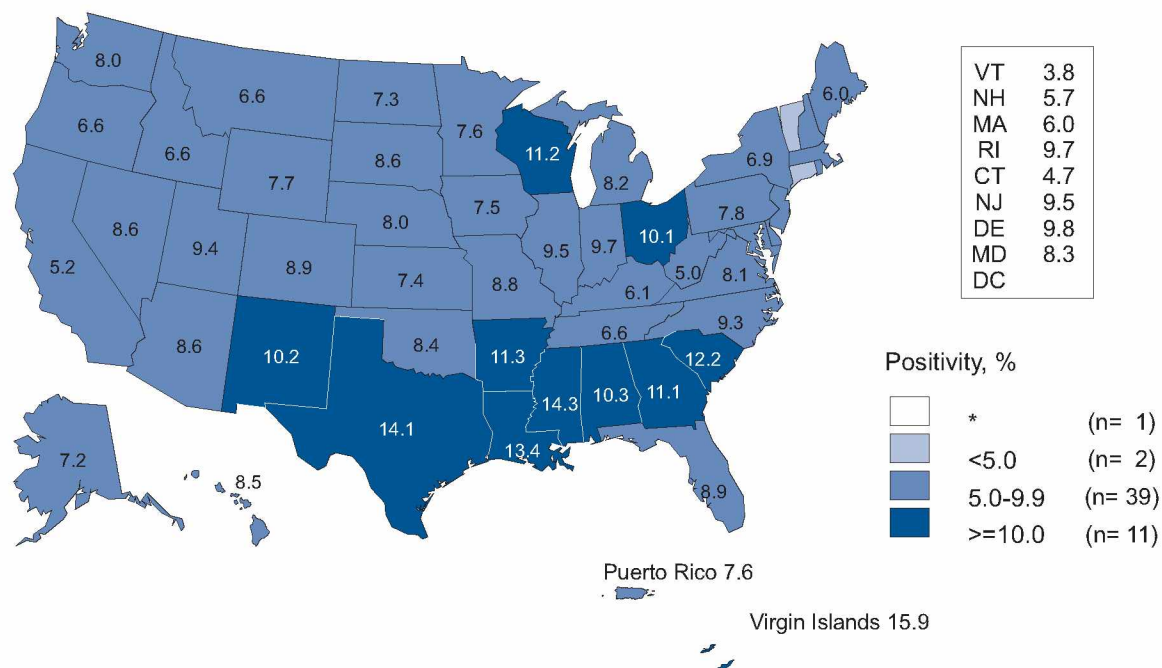 8.0
6.6
7.3
7.6
11.2
8.2
6.0
6.6
6.6
7.7
8.6
7.5
6.9
7.8
5.2
8.6
9.4
8.9
8.0
7.4
8.8
9.5
9.7
10.1
5.0
8.1
6.1
9.3
6.6
8.6
10.2
8.4
11.3
12.2
14.1
13.4
14.3
10.3
11.1
8.9
7.2
8.5
Puerto Rico 7.6
Virgin Islands 15.9
VT 3.8
NH 5.7
MA 6.0
RI 9.7
CT 4.7
NJ 9.5
DE 9.8
MD 8.3
DC
Positivity, %
* (n= 1)
<5.0 (n= 2)
5.0-9.9 (n= 39)
>=10.0 (n= 11)